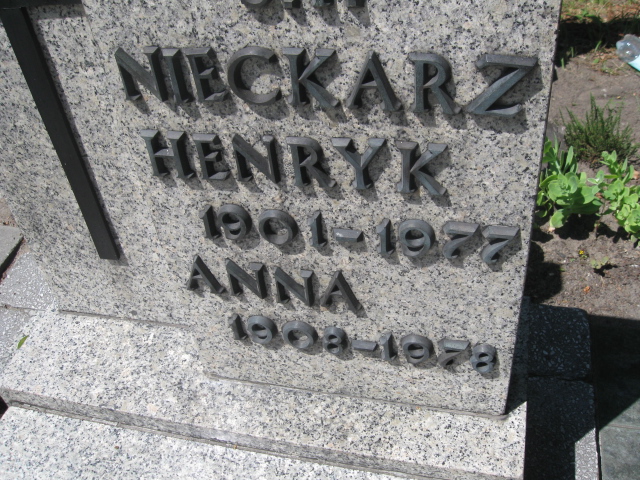 NIECKARZ
HENRYK
1901-1977
ANNA
1908-1978